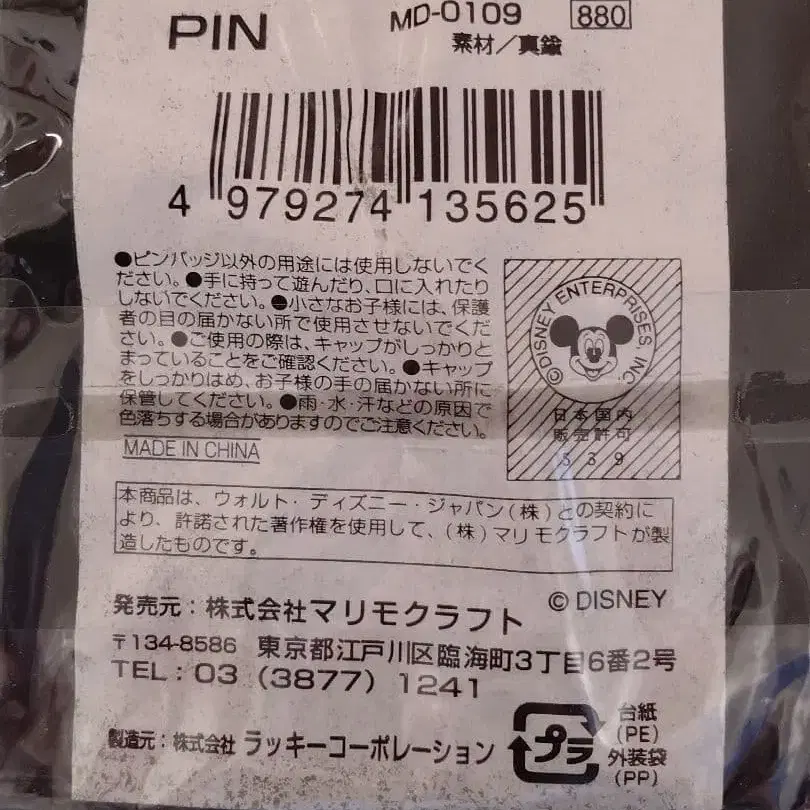 PIN
MD-0109
880
素材/真鍮
4 979274 135625
●ピンバッジ以外の用途には使用しないでく
ださい。●手に持って遊んだり、口に入れたり
しないでください。●小さなお子様には、保護
者の目の届かない所で使用させないでくだ
さい。●ご使用の際は、キャップがしっかりと
まっていることをご確認ください。●キャップ
をしっかりはめ、お子様の手の届かない所に
保管してください。●雨・水・汗などの原因で
色落ちする場合がありますのでご注意ください。
MADE IN CHINA
©DISNEY ENTERPRISES, INC.
日本国内
販売許可
539
本商品は、ウォルト・ディズニー・ジャパン(株)との契約に
より、許諾された著作権を使用して、(株)マリモクラフトが製
造したものです。
© DISNEY
発売元:株式会社マリモクラフト
〒134-8586 東京都江戸川区臨海町3丁目6番2号
TEL:03 (3877) 1241
製造元:株式会社 ラッキーコーポレーション
プラ
台紙
(PE)
外装袋
(PP)